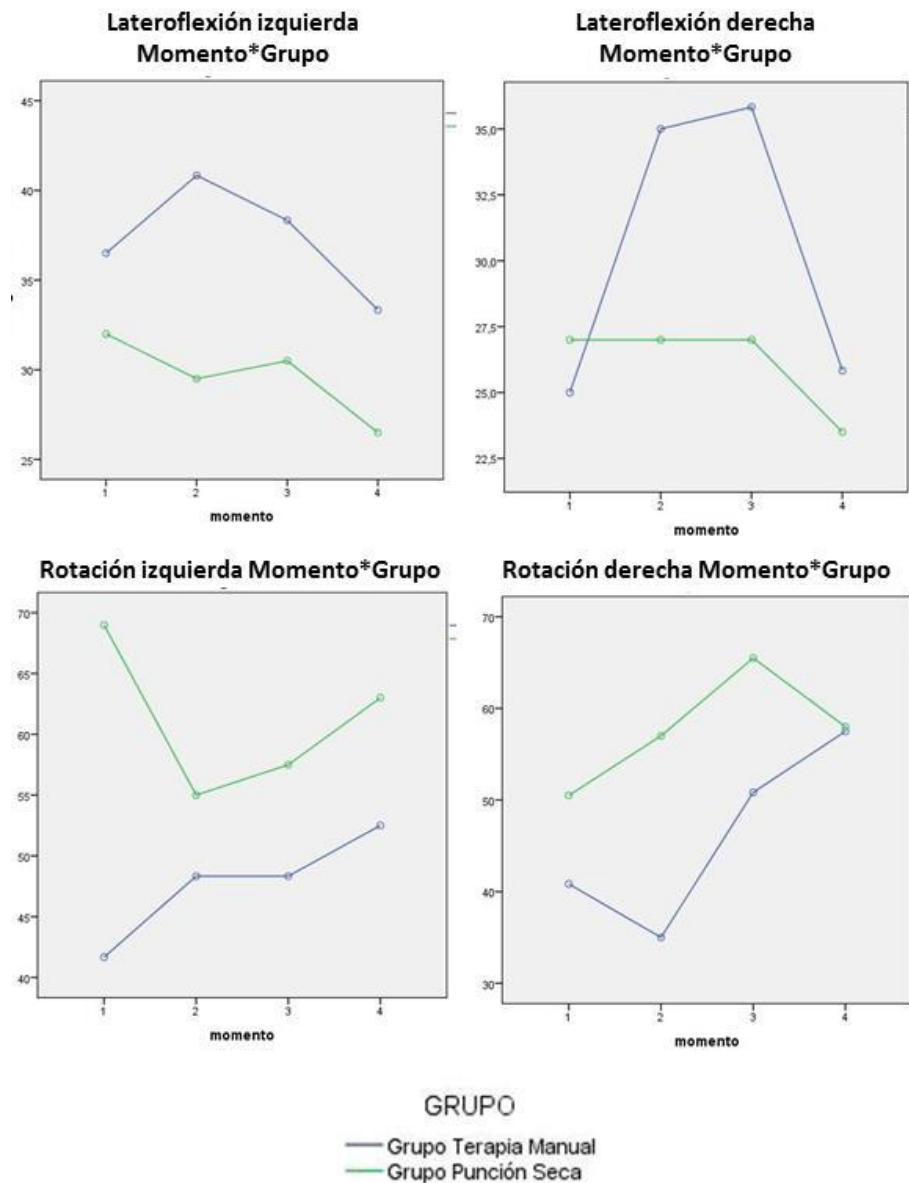 Lateroflexión izquierda
Momento*Grupo
45
40
35
30
25
1 2 3 4
momento
Lateroflexión derecha
Momento*Grupo
35,0
32,5
30,0
27,5
25,0
22,5
1 2 3 4
momento
Rotación izquierda Momento*Grupo
70
65
60
55
50
45
40
1 2 3 4
momento
Rotación derecha Momento*Grupo
70
60
50
40
30
1 2 3 4
momento
GRUPO
Grupo Terapia Manual
Grupo Punción Seca